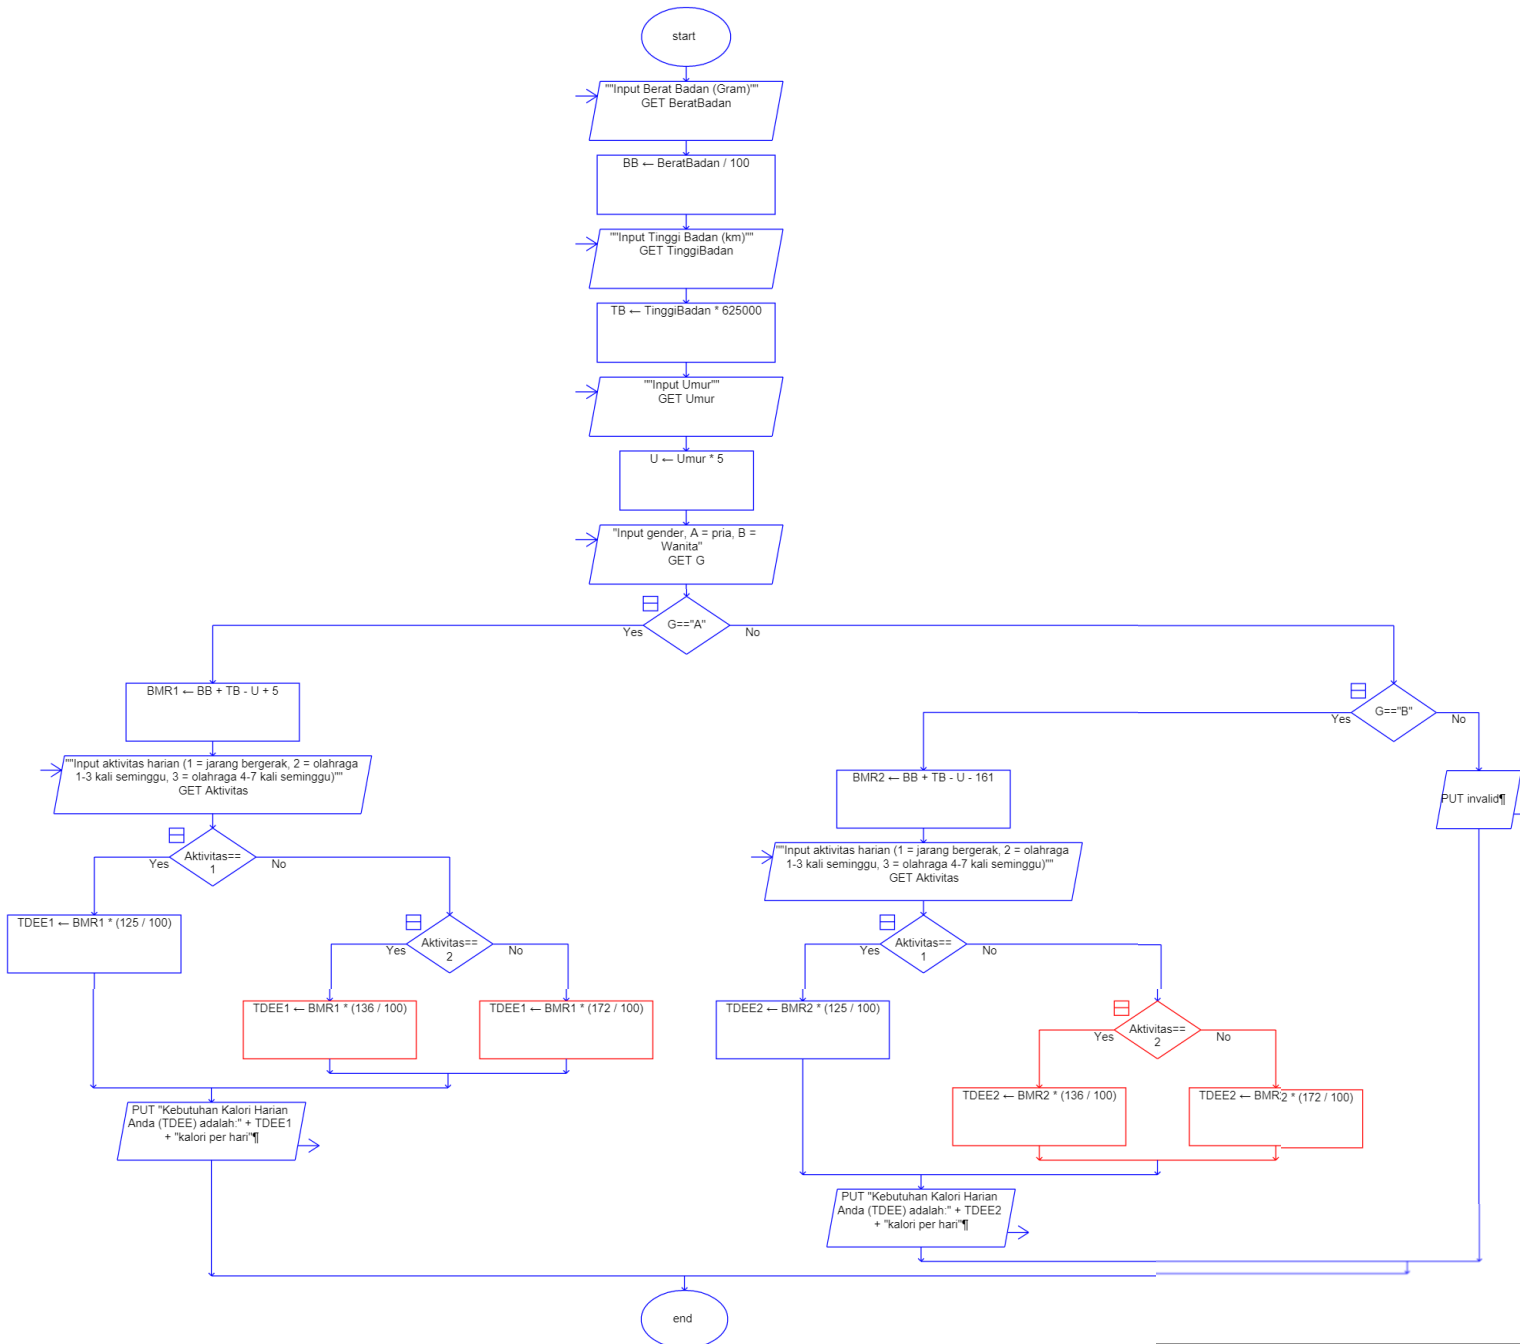 start
""Input Berat Badan (Gram)""
GET BeratBadan
BB ← BeratBadan / 100
""Input Tinggi Badan (km)""
GET TinggiBadan
TB ← TinggiBadan * 625000
""Input Umur""
GET Umur
U ← Umur * 5
"Input gender, A = pria, B =
Wanita"
GET G
G=="A"
Yes
No
BMR1 ← BB + TB - U + 5
""Input aktivitas harian (1 = jarang bergerak, 2 = olahraga
1-3 kali seminggu, 3 = olahraga 4-7 kali seminggu)""
GET Aktivitas
Aktivitas==
1
Yes
No
TDEE1 ← BMR1 * (125 / 100)
Aktivitas==
2
Yes
No
TDEE1 ← BMR1 * (136 / 100)
TDEE1 ← BMR1 * (172 / 100)
PUT "Kebutuhan Kalori Harian
Anda (TDEE) adalah:" + TDEE1
+ "kalori per hari"¶
G=="B"
Yes
No
BMR2 ← BB + TB - U - 161
""Input aktivitas harian (1 = jarang bergerak, 2 = olahraga
1-3 kali seminggu, 3 = olahraga 4-7 kali seminggu)""
GET Aktivitas
Aktivitas==
1
Yes
No
TDEE2 ← BMR2 * (125 / 100)
Aktivitas==
2
Yes
No
TDEE2 ← BMR2 * (136 / 100)
TDEE2 ← BMR2 * (172 / 100)
PUT "Kebutuhan Kalori Harian
Anda (TDEE) adalah:" + TDEE2
+ "kalori per hari"¶
PUT invalid¶
end